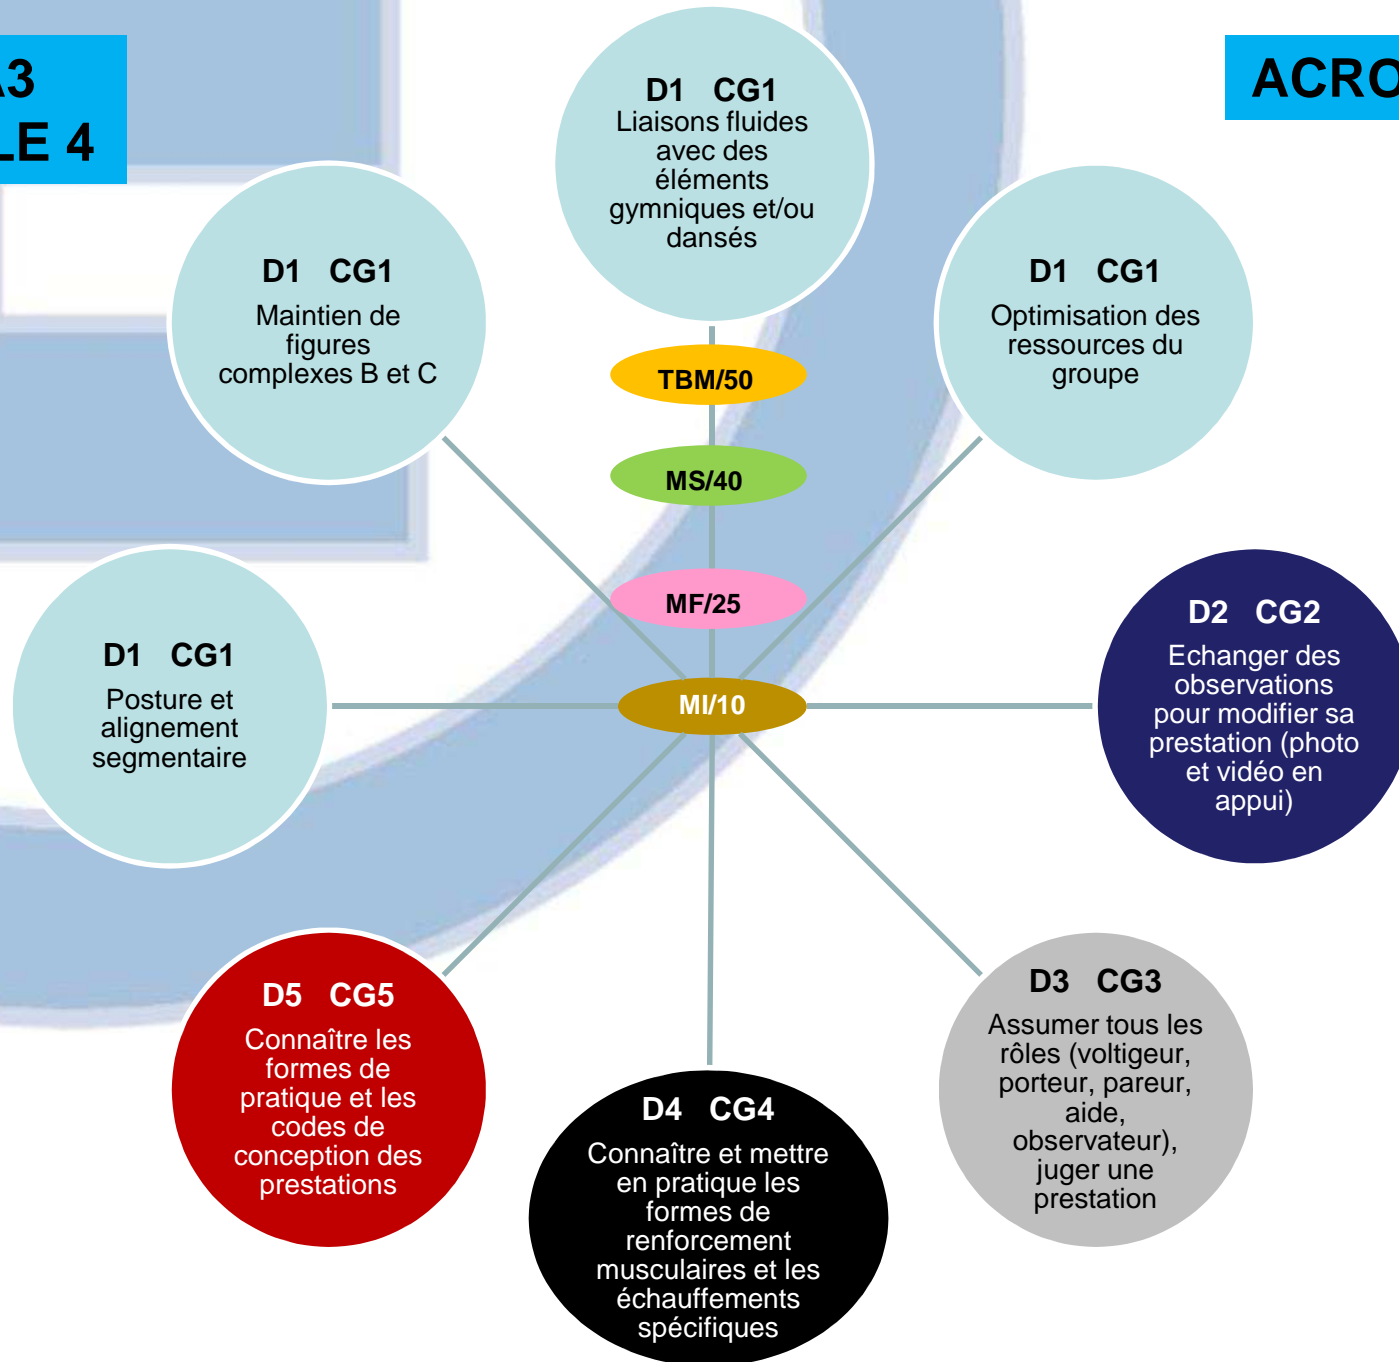 A3
LE 4
ACRO
D1 CG1
Liaisons fluides
avec des
éléments
gymniques et/ou
dansés
D1 CG1
Maintien de
figures
complexes B et C
D1 CG1
Optimisation des
ressources du
groupe
TBM/50
MS/40
MF/25
MI/10
D1 CG1
Posture et
alignement
segmentaire
D2 CG2
Echanger des
observations
pour modifier sa
prestation (photo
et vidéo en
appui)
D5 CG5
Connaître les
formes de
pratique et les
codes de
conception des
prestations
D3 CG3
Assumer tous les
rôles (voltigeur,
porteur, pareur,
aide,
observateur),
juger une
prestation
D4 CG4
Connaître et mettre
en pratique les
formes de
renforcement
musculaires et les
échauffements
spécifiques